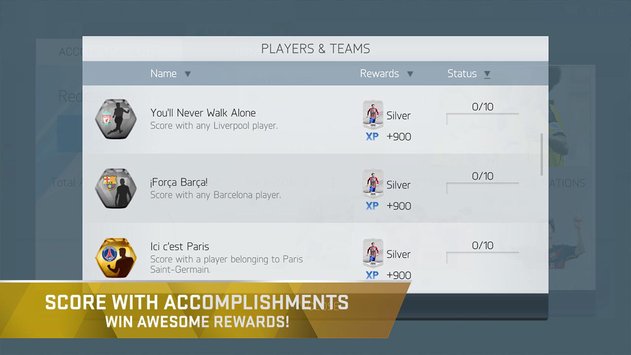 PLAYERS & TEAMS
Name ▼ Rewards ▼ Status ▼
You'll Never Walk Alone
Score with any Liverpool player.
Silver
XP +900
0/10
¡Força Barça!
Score with any Barcelona player.
Silver
XP +900
0/10
Ici c'est Paris
Score with a player belonging to Paris
Saint-Germain.
Silver
XP +900
0/10
SCORE WITH ACCOMPLISHMENTS
WIN AWESOME REWARDS!